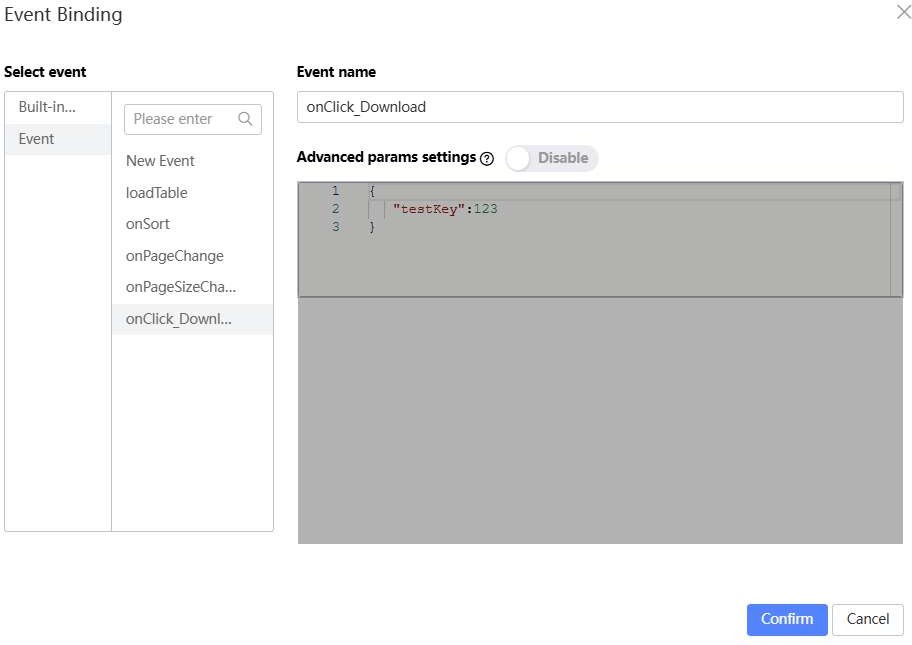 Event Binding
Select event
Built-in...
Event
Please enter
New Event
loadTable
onSort
onPageChange
onPageSizeCha...
onClick_Downl...
Event name
onClick_Download
Advanced params settings ? Disable
1 {
2 "testKey":123
3 }
Confirm Cancel